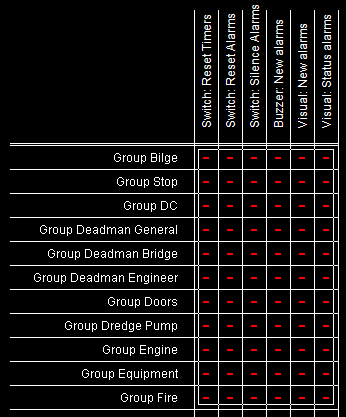 Switch: Reset Timers
Switch: Reset Alarms
Switch: Silence Alarms
Buzzer: New alarms
Visual: New alarms
Visual: Status alarms
Group Bilge - - - - - -
Group Stop - - - - - -
Group DC - - - - - -
Group Deadman General - - - - - -
Group Deadman Bridge - - - - - -
Group Deadman Engineer - - - - - -
Group Doors - - - - - -
Group Dredge Pump - - - - - -
Group Engine - - - - - -
Group Equipment - - - - - -
Group Fire - - - - - -